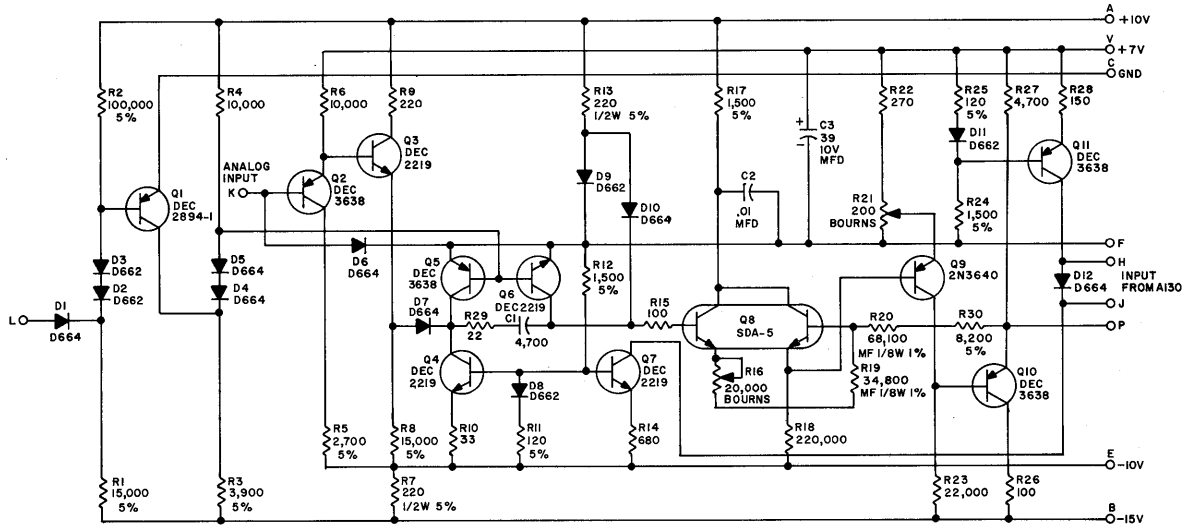 A
+10V
V
+7V
C
GND
R2
100,000
5%
R4
10,000
R6
10,000
R9
220
R13
220
1/2W 5%
R17
1,500
5%
C3
39
10V
MFD
+
−
R22
270
R25
120
5%
R27
4,700
R28
150
D11
D662
Q11
DEC
3638
ANALOG
INPUT
K
Q1
DEC
2894-1
Q2
DEC
3638
Q3
DEC
2219
D9
D662
D10
D664
C2
.01
MFD
R21
200
BOURNS
R24
1,500
5%
F
D3
D662
D2
D662
D5
D664
D4
D664
D6
D664
Q5
DEC
3638
Q6
DEC 2219
R12
1,500
5%
Q9
2N3640
H
D12
D664
INPUT
FROM A130
J
L
D1
D664
D7
D664
R29
22
C1
4,700
R15
100
Q8
SDA-5
R20
68,100
MF 1/8W 1%
R30
8,200
5%
P
Q4
DEC
2219
D8
D662
Q7
DEC
2219
R16
20,000
BOURNS
R19
34,800
MF 1/8W 1%
Q10
DEC
3638
R5
2,700
5%
R8
15,000
5%
R10
33
R11
120
5%
R14
680
R18
220,000
E
-10V
R1
15,000
5%
R3
3,900
5%
R7
220
1/2W 5%
R23
22,000
R26
100
B
-15V